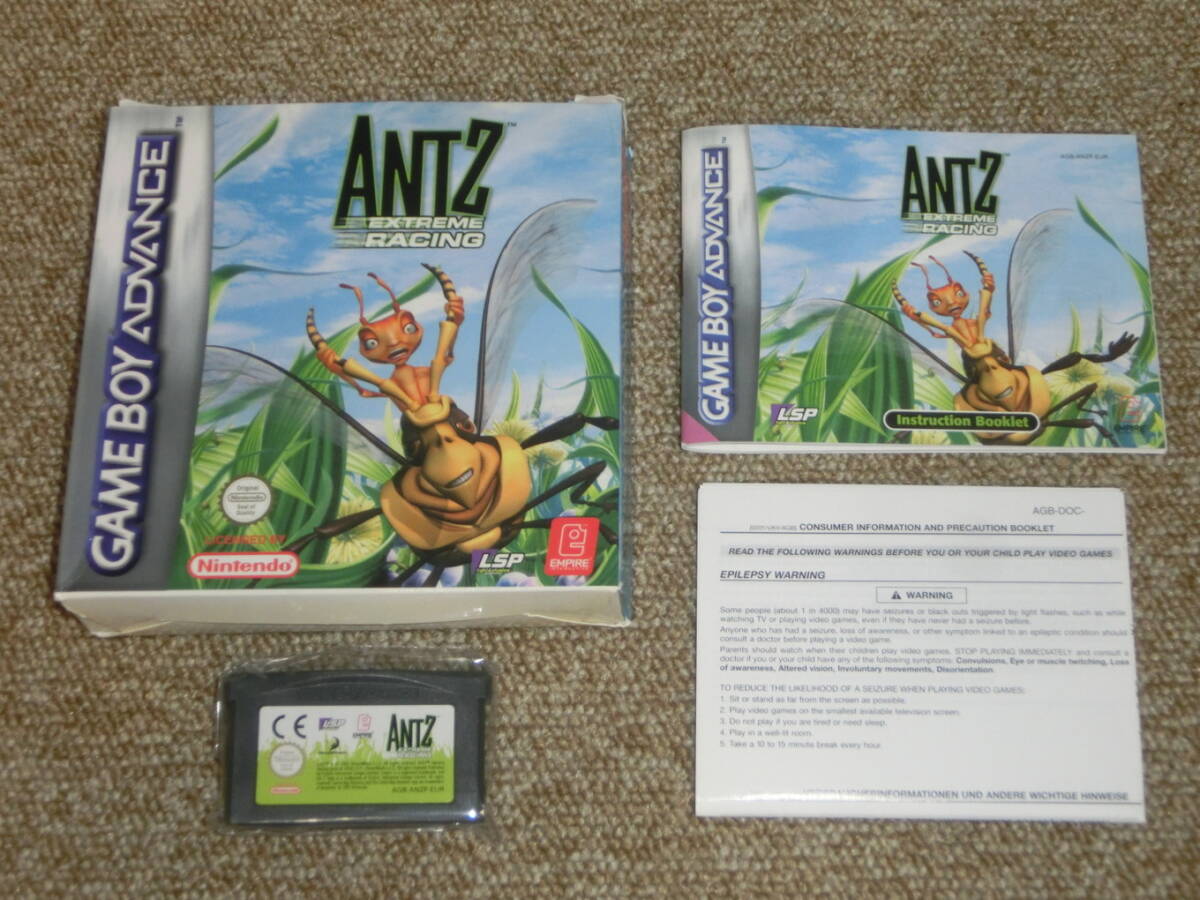 GAME BOY ADVANCE™
ANTZ™
EXTREME
RACING
Original
Nintendo
Seal of
Quality
LICENSED BY
Nintendo
LSP
EMPIRE
GAME BOY ADVANCE™
AGB-ANZP-EUR
ANTZ™
EXTREME
RACING
LSP
Instruction Booklet
EMPIRE
CE
LSP
EMPIRE
ANTZ
EXTREME
RACING
Nintendo
AGB-ANZP-EUR
AGB-DOC-
CONSUMER INFORMATION AND PRECAUTION BOOKLET
READ THE FOLLOWING WARNINGS BEFORE YOU OR YOUR CHILD PLAY VIDEO GAMES
EPILEPSY WARNING
WARNING
Some people (about 1 in 4000) may have seizures or black outs triggered by light flashes, such as while
watching TV or playing video games, even if they have never had a seizure before.
Anyone who has had a seizure, loss of awareness, or other symptom linked to an epileptic condition should
consult a doctor before playing a video game.
Parents should watch when their children play video games. STOP PLAYING IMMEDIATELY and consult a
doctor if you or your child have any of the following symptoms: Convulsions, Eye or muscle twitching, Loss
of awareness, Altered vision, Involuntary movements, Disorientation.
TO REDUCE THE LIKELIHOOD OF A SEIZURE WHEN PLAYING VIDEO GAMES:
1. Sit or stand as far from the screen as possible.
2. Play video games on the smallest available television screen.
3. Do not play if you are tired or need sleep.
4. Play in a well-lit room.
5. Take a 10 to 15 minute break every hour.
UND ANDERE WICHTIGE HINWEISE